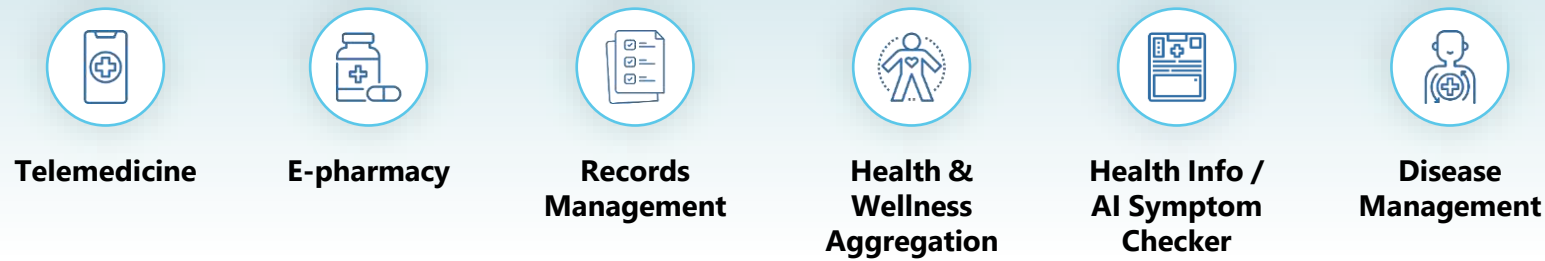 Telemedicine
E-pharmacy
Records
Management
Health &
Wellness
Aggregation
Health Info /
AI Symptom
Checker
Disease
Management